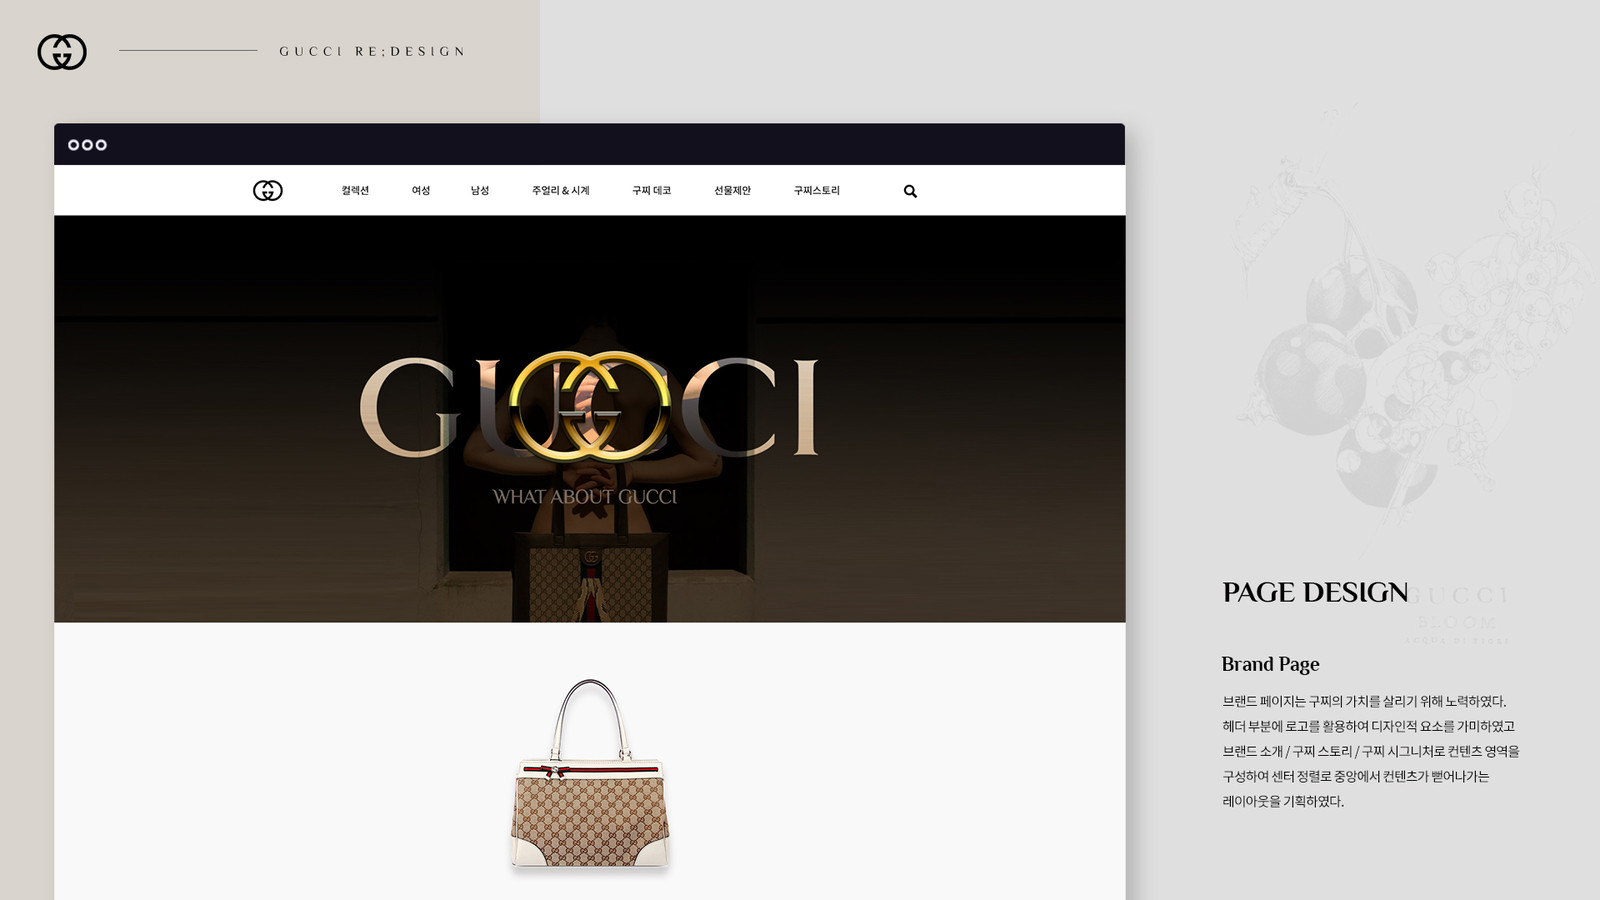 GUCCI RE;DESIGN
컬렉션 여성 남성 주얼리 & 시계 구찌 데코 선물제안 구찌스토리
GUCCI
WHAT ABOUT GUCCI
PAGE DESIGN
GUCCI
BLOOM
Brand Page
브랜드 페이지는 구찌의 가치를 살리기 위해 노력하였다.
헤더 부분에 로고를 활용하여 디자인적 요소를 가미하였고
브랜드 소개 / 구찌 스토리 / 구찌 시그니처로 컨텐츠 영역을
구성하여 센터 정렬로 중앙에서 컨텐츠가 뻗어나가는
레이아웃을 기획하였다.